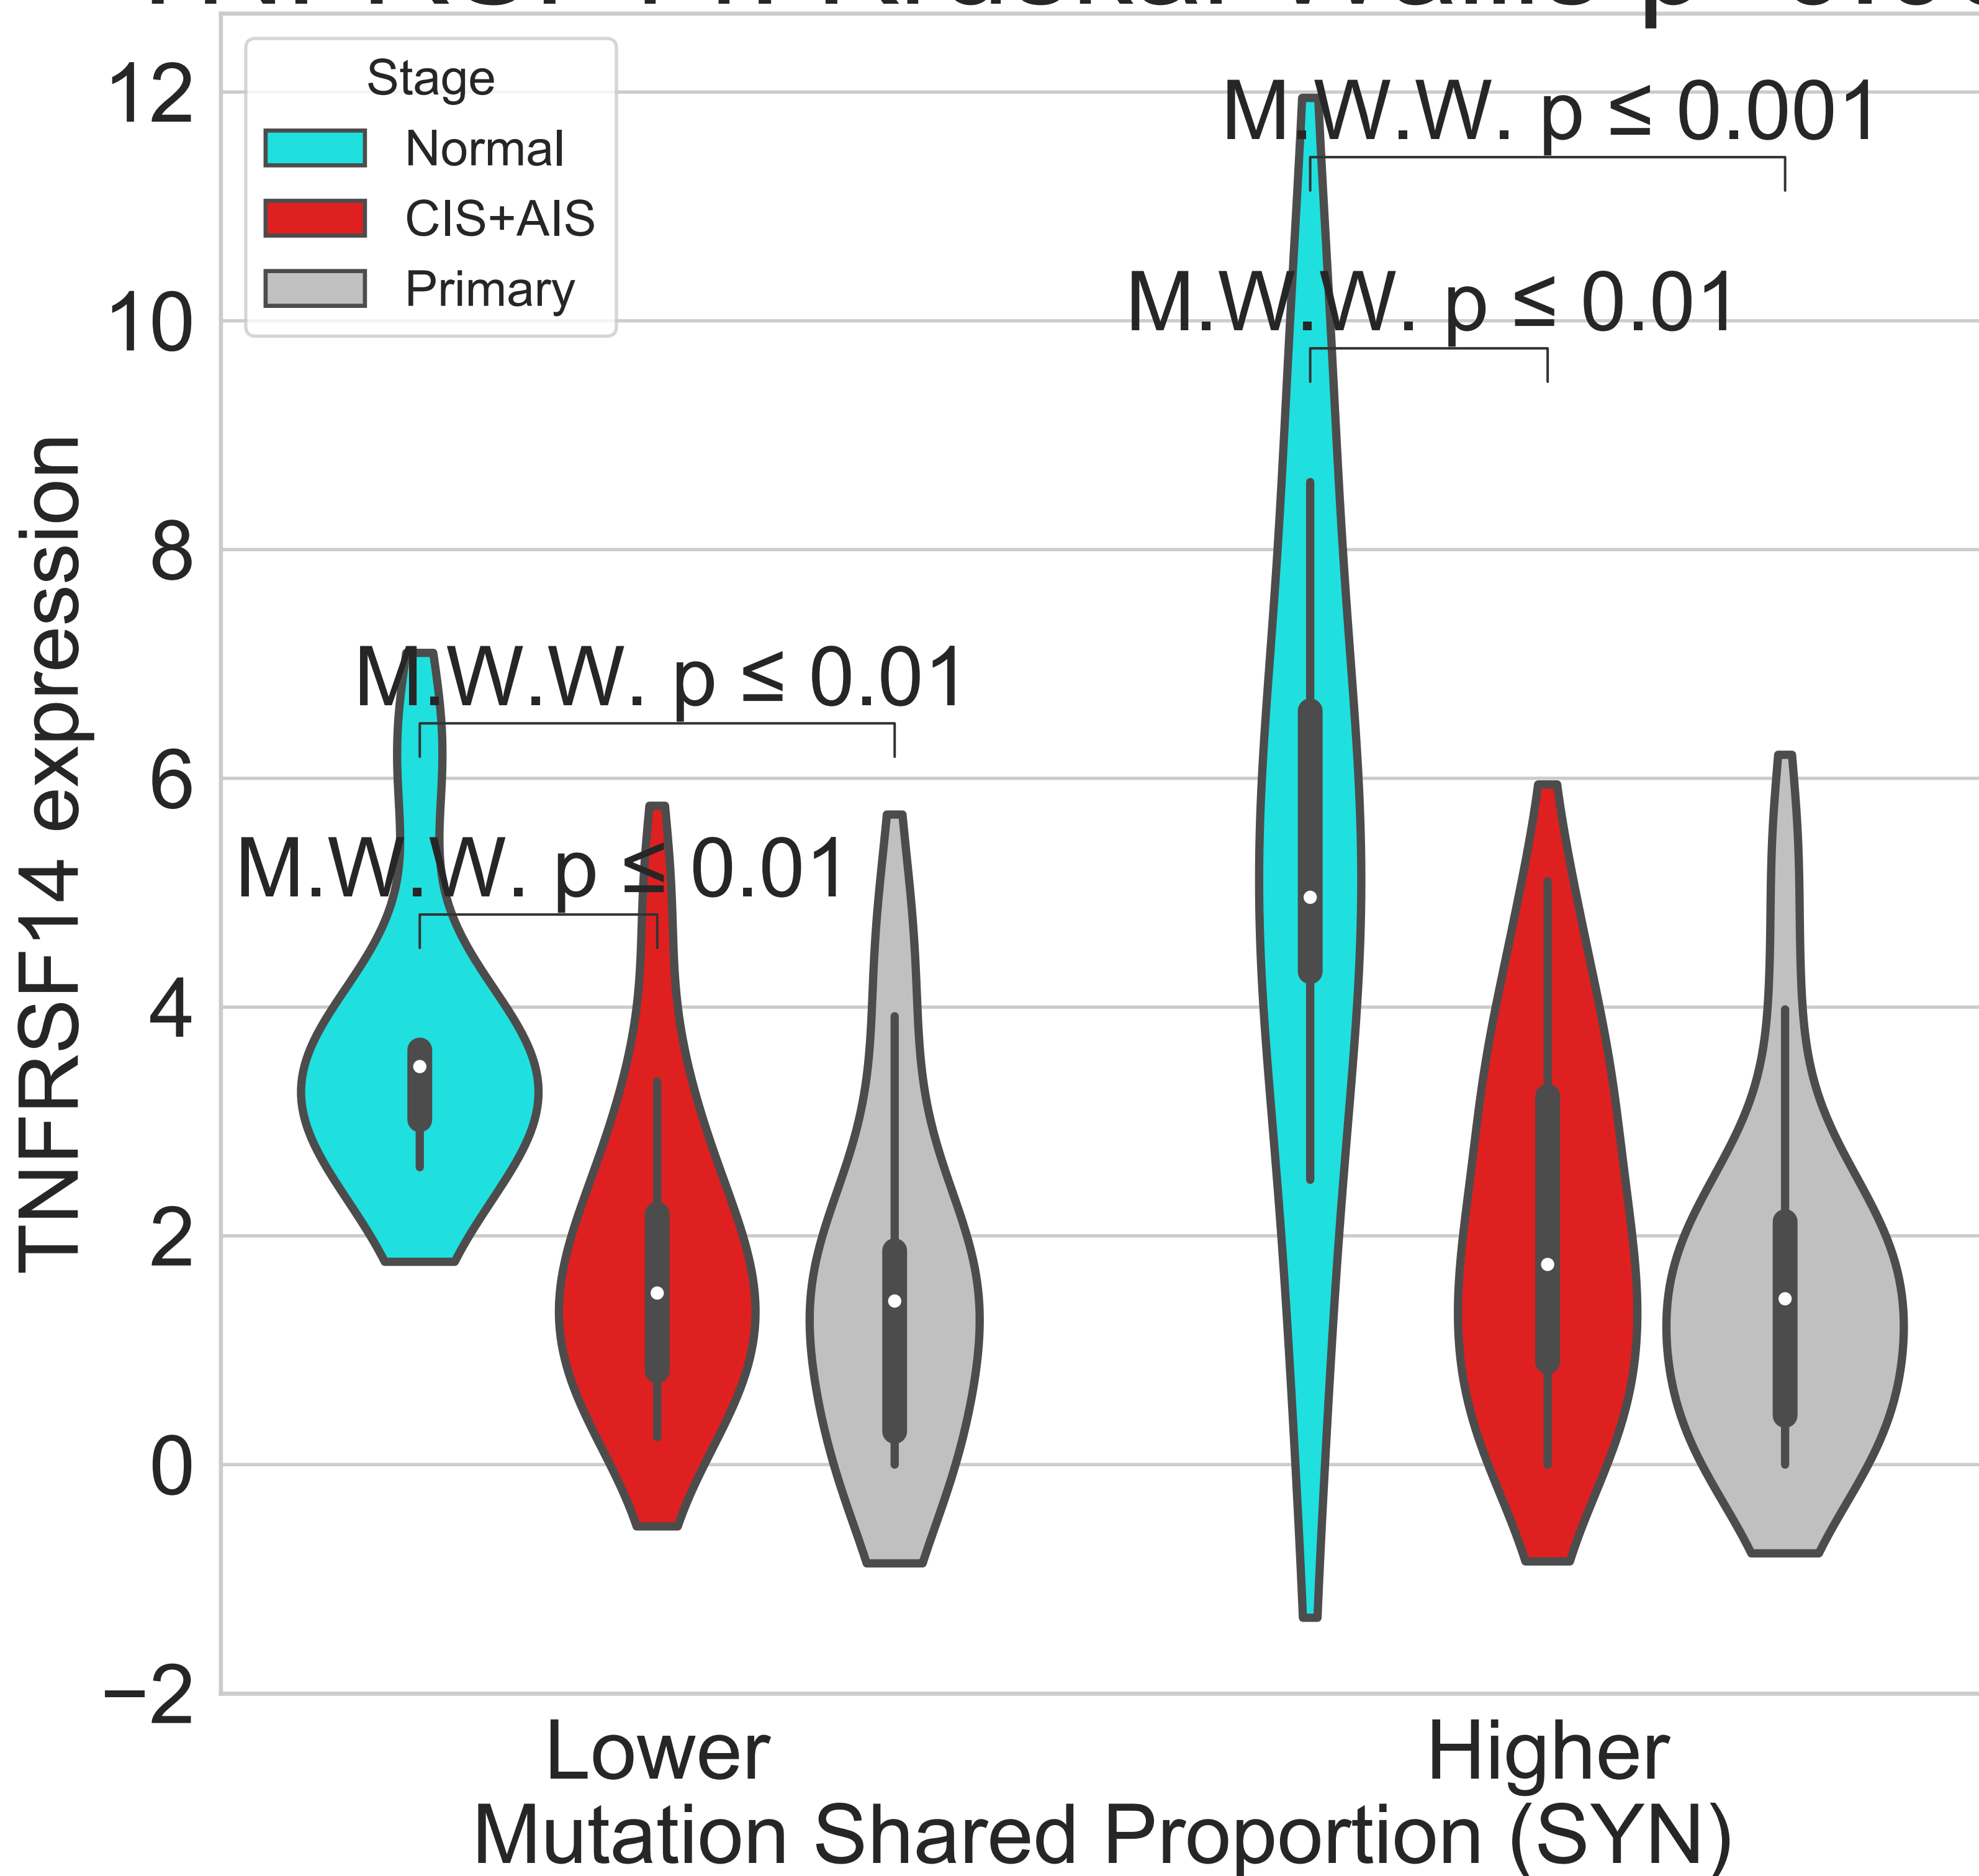 12
10
8
6
4
2
0
−2
TNFRSF14 expression
Stage
Normal
CIS+AIS
Primary
M.W.W. p ≤ 0.001
M.W.W. p ≤ 0.01
M.W.W. p ≤ 0.01
M.W.W. p ≤ 0.01
Lower
Higher
Mutation Shared Proportion (SYN)